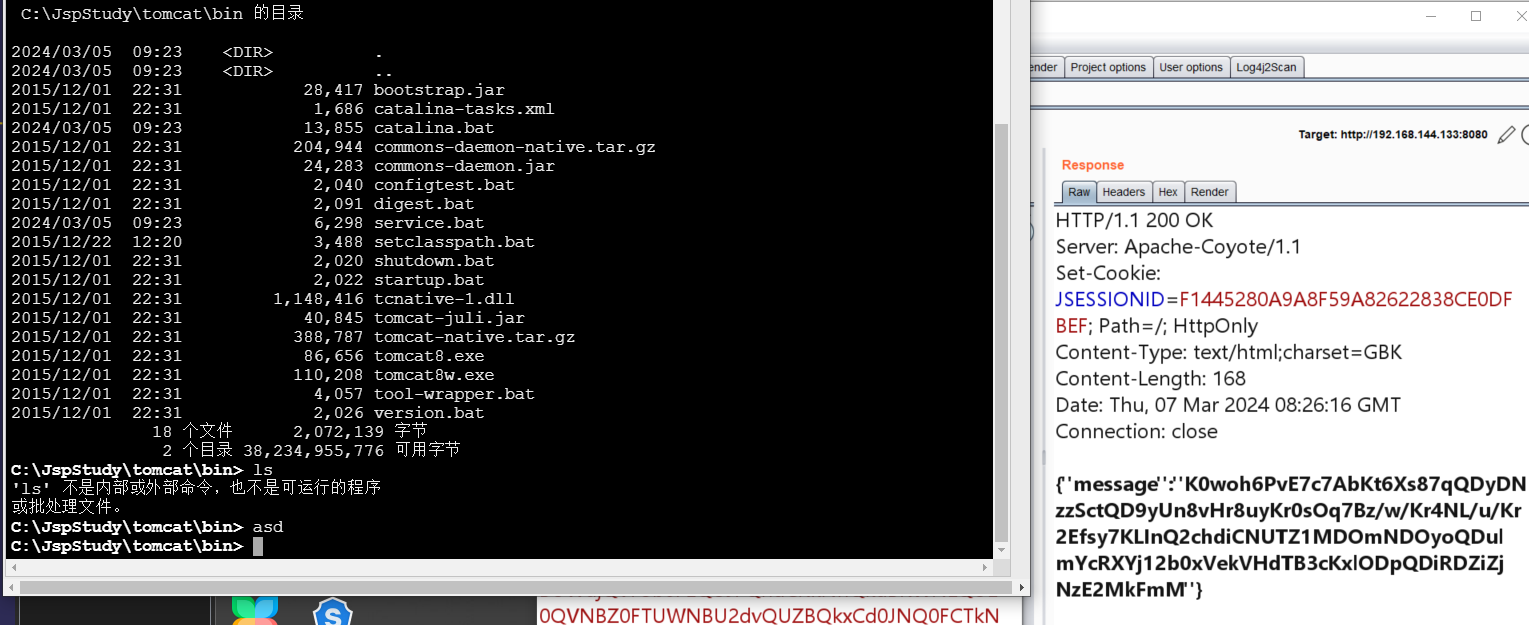 C:\JspStudy\tomcat\bin 的目录
2024/03/05  09:23    <DIR>          .
2024/03/05  09:23    <DIR>          ..
2015/12/01  22:31            28,417 bootstrap.jar
2015/12/01  22:31             1,686 catalina-tasks.xml
2024/03/05  09:23            13,855 catalina.bat
2015/12/01  22:31           204,944 commons-daemon-native.tar.gz
2015/12/01  22:31            24,283 commons-daemon.jar
2015/12/01  22:31             2,040 configtest.bat
2015/12/01  22:31             2,091 digest.bat
2024/03/05  09:23             6,298 service.bat
2015/12/22  12:20             3,488 setclasspath.bat
2015/12/01  22:31             2,020 shutdown.bat
2015/12/01  22:31             2,022 startup.bat
2015/12/01  22:31         1,148,416 tcnative-1.dll
2015/12/01  22:31            40,845 tomcat-juli.jar
2015/12/01  22:31           388,787 tomcat-native.tar.gz
2015/12/01  22:31            86,656 tomcat8.exe
2015/12/01  22:31           110,208 tomcat8w.exe
2015/12/01  22:31             4,057 tool-wrapper.bat
2015/12/01  22:31             2,026 version.bat
18 个文件      2,072,139 字节
2 个目录 38,234,955,776 可用字节
C:\JspStudy\tomcat\bin> ls
'ls' 不是内部或外部命令，也不是可运行的程序
或批处理文件。
C:\JspStudy\tomcat\bin> asd
C:\JspStudy\tomcat\bin>
ender Project options User options Log4j2Scan
Target: http://192.168.144.133:8080
Response
Raw Headers Hex Render
HTTP/1.1 200 OK
Server: Apache-Coyote/1.1
Set-Cookie:
JSESSIONID=F1445280A9A8F59A82622838CE0DF
BEF; Path=/; HttpOnly
Content-Type: text/html;charset=GBK
Content-Length: 168
Date: Thu, 07 Mar 2024 08:26:16 GMT
Connection: close
{"message":"K0woh6PvE7c7AbKt6Xs87qQDyDN
zzSctQD9yUn8vHr8uyKr0sOq7Bz/w/Kr4NL/u/Kr
2Efsy7KLInQ2chdiCNUTZ1MDOmNDOyoQDuI
mYcRXYj12b0xVekVHdTB3cKxlODpQDiRDZiZj
NzE2MkFmM"}
0QVNBZ0FTUWNBU2dvQUZBQkxCd0JNQ0FCTkN